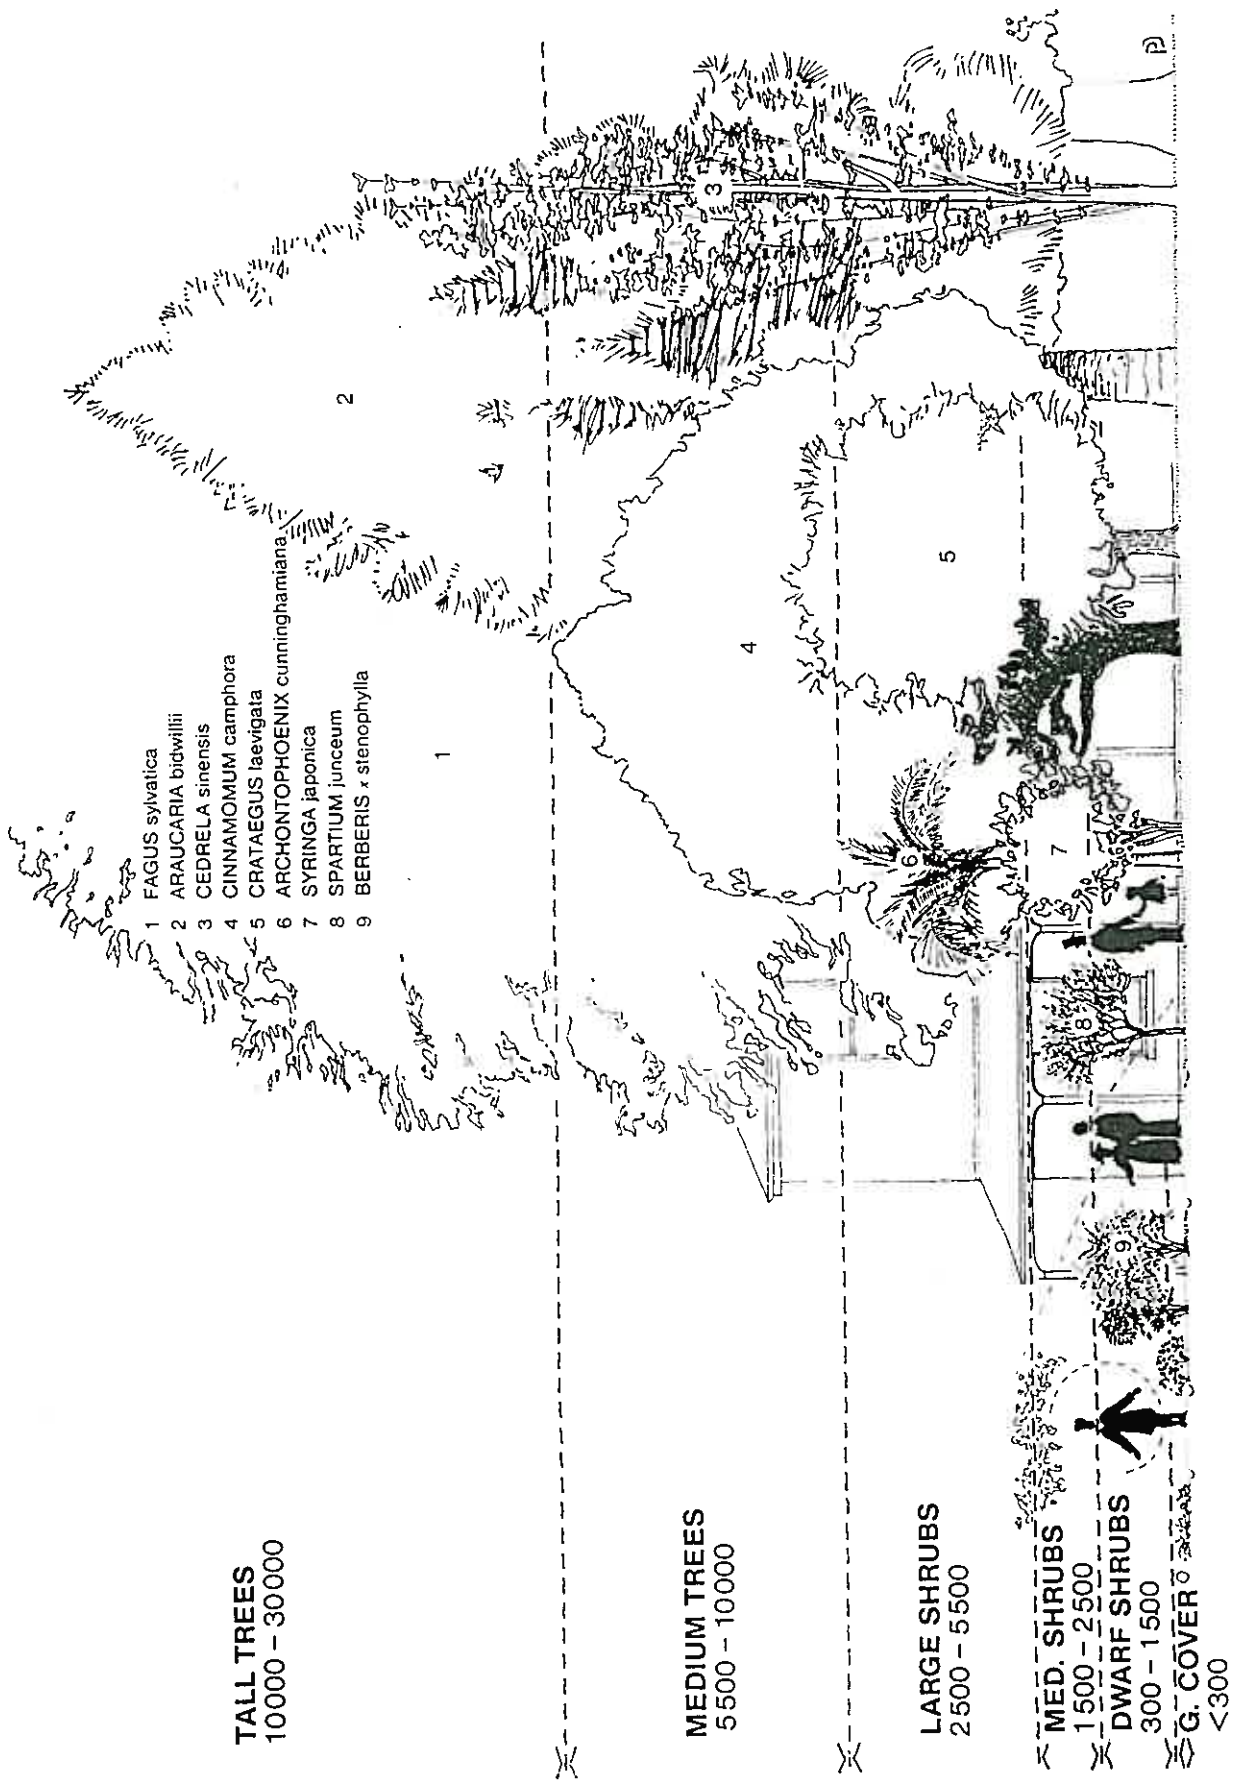 TALL TREES
10000 – 30000
MEDIUM TREES
5500 – 10000
LARGE SHRUBS
2500 – 5500
MED. SHRUBS
1500 – 2500
DWARF SHRUBS
300 – 1500
G. COVER
<300
1 FAGUS sylvatica
2 ARAUCARIA bidwillii
3 CEDRELA sinensis
4 CINNAMOMUM camphora
5 CRATAEGUS laevigata
6 ARCHONTOPHOENIX cunninghamiana
7 SYRINGA japonica
8 SPARTIUM junceum
9 BERBERIS x stenophylla
1
2
3
4
5
6
7
8
9